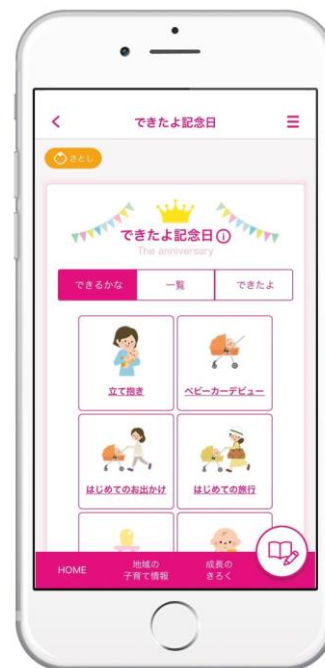 できたよ記念日
さとし
できたよ記念日
The anniversary
できるかな
一覧
できたよ
立て抱き
ベビーカーデビュー
はじめてのお出かけ
はじめての旅行
HOME
地域の
子育て情報
成長の
きろく